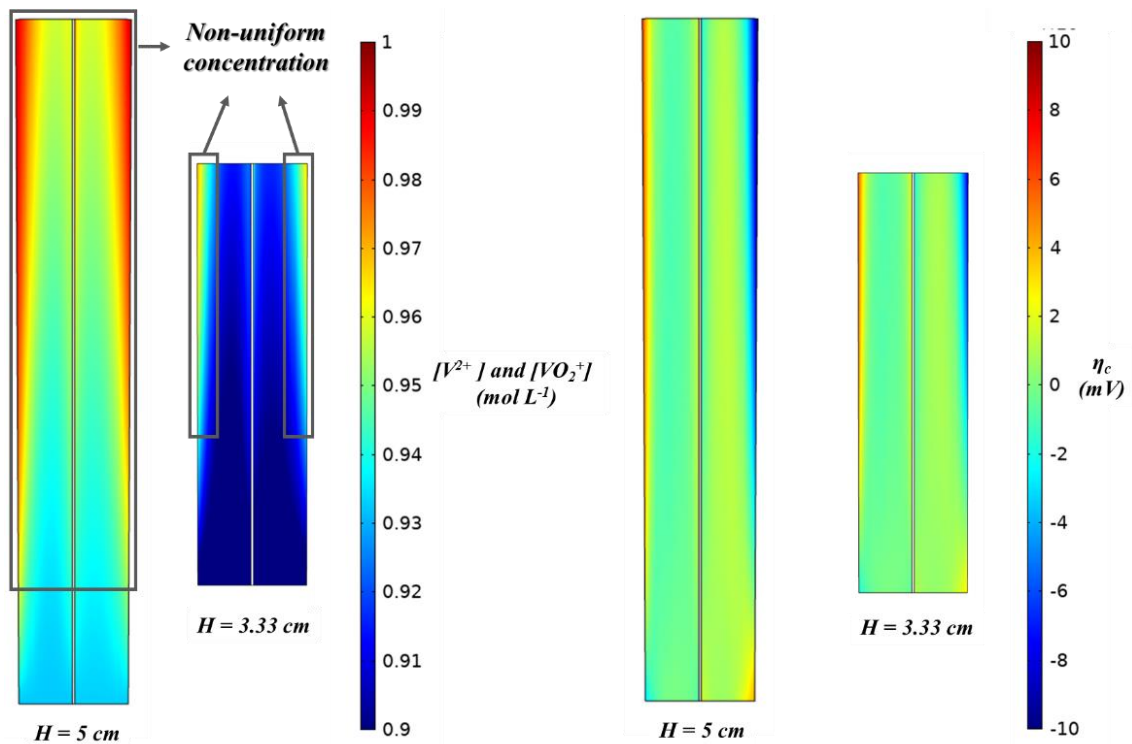 Non-uniform
concentration
1
0.99
0.98
0.97
0.96
0.95
0.94
0.93
0.92
0.91
0.9
[V²⁺ ] and [VO₂⁺]
(mol L⁻¹)
H = 5 cm
H = 3.33 cm
10
8
6
4
2
0
-2
-4
-6
-8
-10
η_c
(mV)
H = 5 cm
H = 3.33 cm